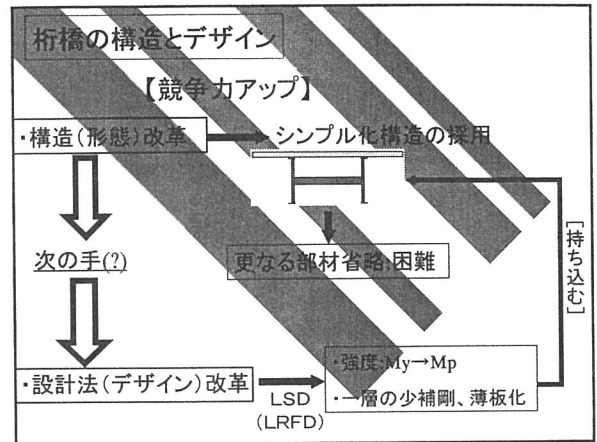 桁橋の構造とデザイン
【競争力アップ】
・構造(形態)改革
シンプル化構造の採用
次の手(?)
更なる部材省略;困難
[持ち込む]
・設計法(デザイン)改革
LSD
(LRFD)
・強度:My→Mp
・一層の少補剛、薄板化